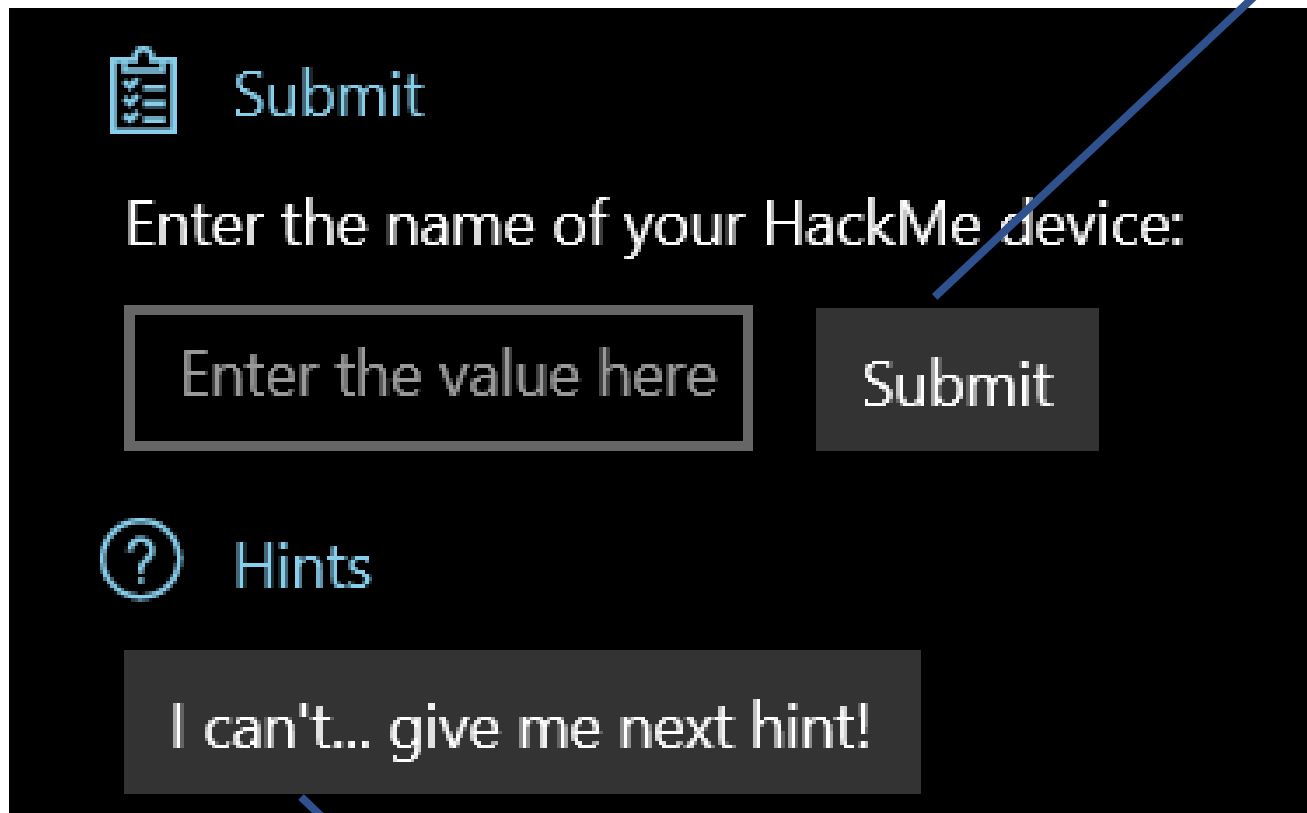 Submit
Enter the name of your HackMe device:
Enter the value here
Submit
Hints
I can't... give me next hint!